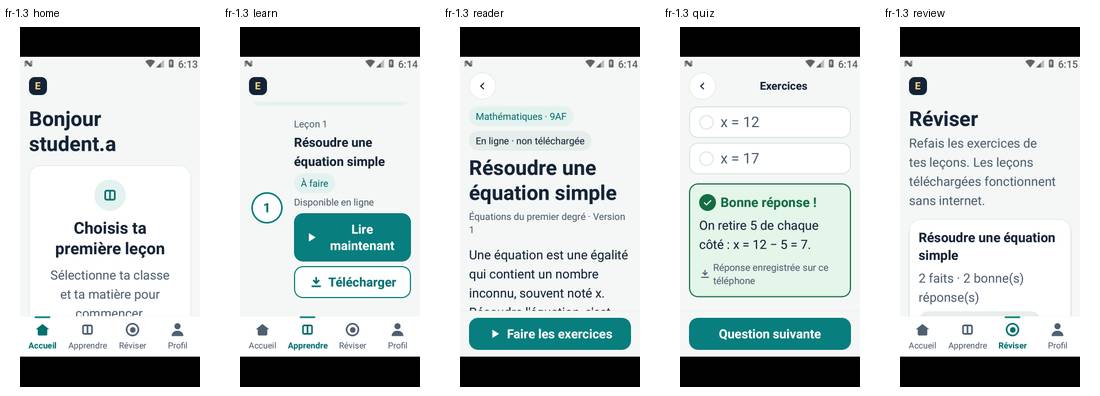 fr-1.3 home
6:13
E
Bonjour
student.a
Choisis ta
première leçon
Sélectionne ta classe
et ta matière pour
commencer
Accueil
Apprendre
Réviser
Profil
fr-1.3 learn
6:14
E
Leçon 1
Résoudre une
équation simple
À faire
Disponible en ligne
1
Lire
maintenant
Télécharger
Accueil
Apprendre
Réviser
Profil
fr-1.3 reader
6:14
Mathématiques · 9AF
En ligne · non téléchargée
Résoudre une
équation simple
Équations du premier degré · Version
1
Une équation est une égalité
qui contient un nombre
inconnu, souvent noté x.
Résoudre l'équation, c'est
Faire les exercices
fr-1.3 quiz
6:14
Exercices
x = 12
x = 17
Bonne réponse !
On retire 5 de chaque
côté : x = 12 − 5 = 7.
Réponse enregistrée sur ce
téléphone
Question suivante
fr-1.3 review
6:15
E
Réviser
Refais les exercices de
tes leçons. Les leçons
téléchargées fonctionnent
sans internet.
Résoudre une équation
simple
2 faits · 2 bonne(s)
réponse(s)
Accueil
Apprendre
Réviser
Profil